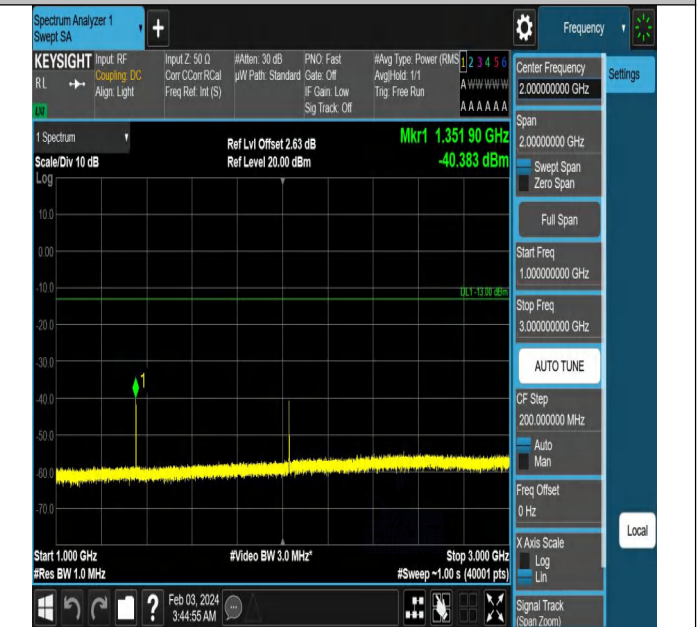 Spectrum Analyzer 1
Swept SA
+
Frequency
KEYSIGHT
RL
LXI
Input: RF
Coupling: DC
Align: Light
Input Z: 50 Ω
Corr CCorr RCal
Freq Ref: Int (S)
#Atten: 30 dB
µW Path: Standard
PNO: Fast
Gate: Off
IF Gain: Low
Sig Track: Off
#Avg Type: Power (RMS
Avg|Hold: 1/1
Trig: Free Run
1 2 3 4 5 6
A W W W W W
A A A A A A
1 Spectrum
Scale/Div 10 dB
Log
Ref Lvl Offset 2.63 dB
Ref Level 20.00 dBm
Mkr1 1.351 90 GHz
-40.383 dBm
10.0
0.00
-10.0
DL1 -13.00 dBm
-20.0
-30.0
1
-40.0
-50.0
-60.0
-70.0
Start 1.000 GHz
#Res BW 1.0 MHz
#Video BW 3.0 MHz*
Stop 3.000 GHz
#Sweep ~1.00 s (40001 pts)
Feb 03, 2024
3:44:55 AM
Center Frequency
2.000000000 GHz
Settings
Span
2.00000000 GHz
Swept Span
Zero Span
Full Span
Start Freq
1.000000000 GHz
Stop Freq
3.000000000 GHz
AUTO TUNE
CF Step
200.000000 MHz
Auto
Man
Freq Offset
0 Hz
X Axis Scale
Log
Lin
Local
Signal Track
(Span Zoom)